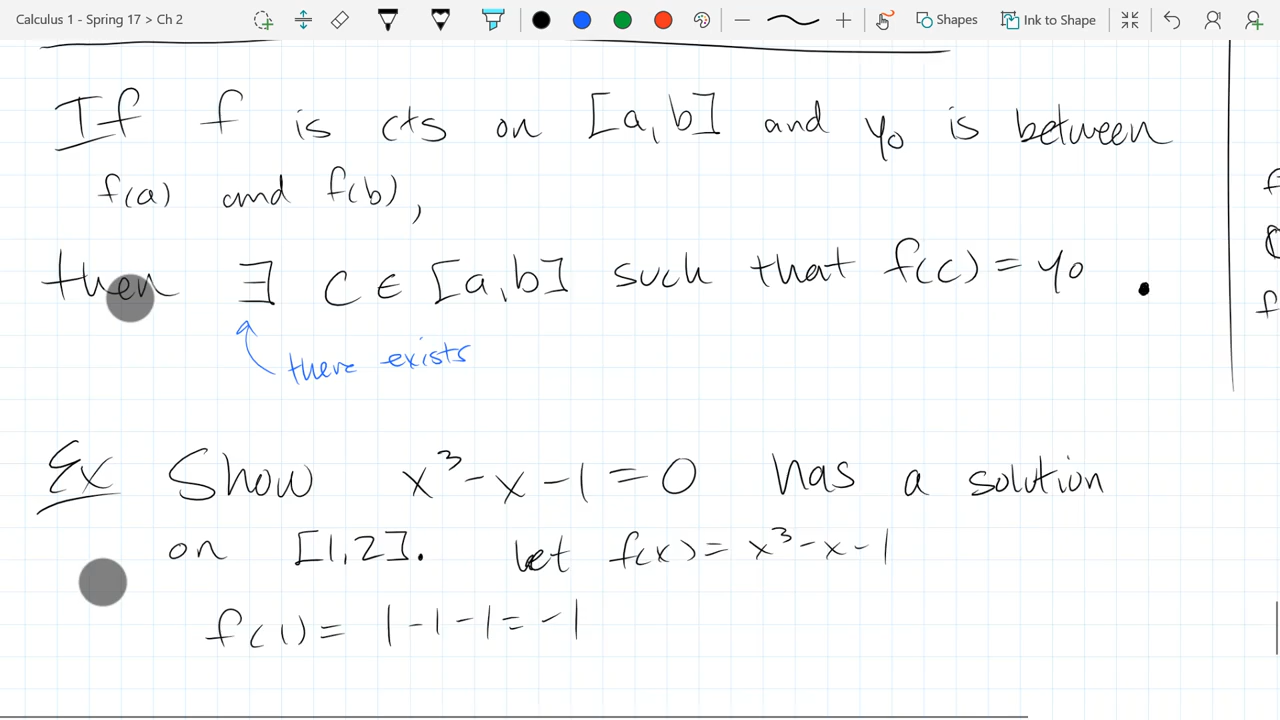 Calculus 1 - Spring 17 > Ch 2
Shapes
Ink to Shape
If f is cts on [a,b] and y₀ is between
f(a) and f(b),
then ∃ c ∈ [a,b] such that f(c) = y₀ .
there exists
Ex Show x³-x-1=0 has a solution
on [1,2]. Let f(x)= x³-x-1
f(1)= 1-1-1=-1